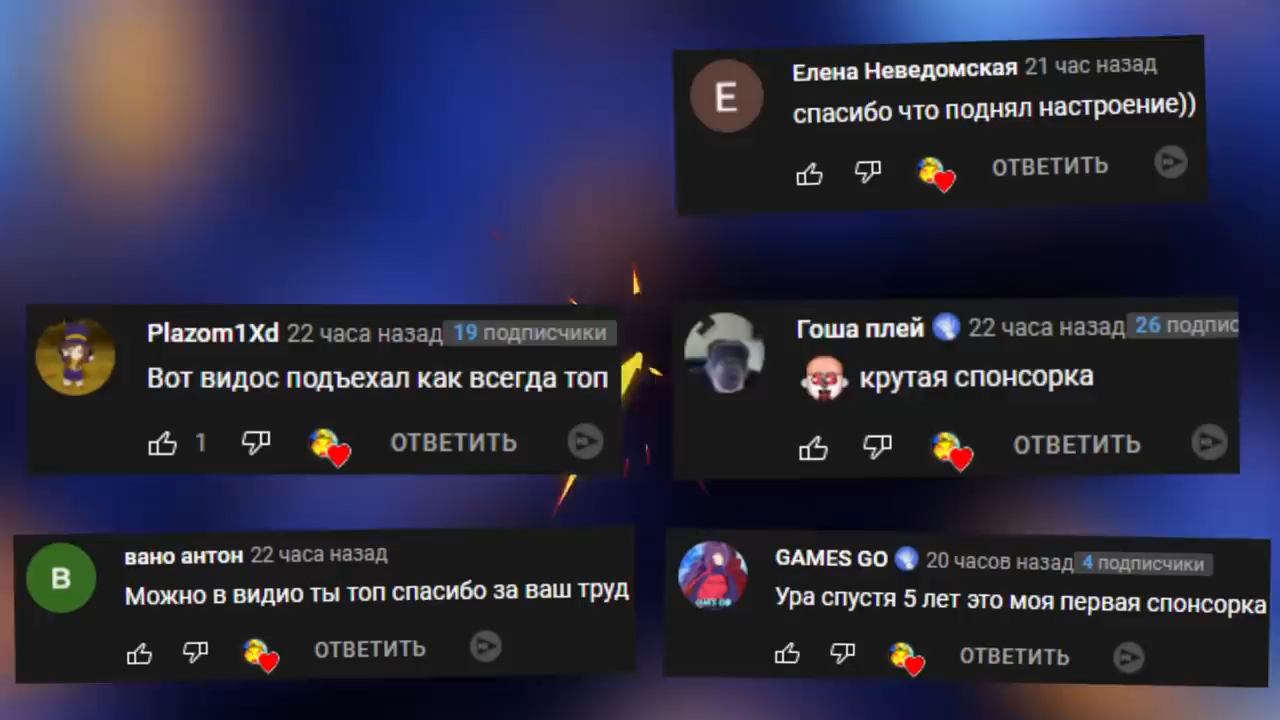 Елена Неведомская 21 час назад
спасибо что поднял настроение))
ОТВЕТИТЬ
Plazom1Xd 22 часа назад 19 подписчики
Вот видос подъехал как всегда топ
1 ОТВЕТИТЬ
Гоша плей 22 часа назад 26 подпис
крутая спонсорка
ОТВЕТИТЬ
В
вано антон 22 часа назад
Можно в видио ты топ спасибо за ваш труд
ОТВЕТИТЬ
GAMES GO 20 часов назад 4 подписчики
Ура спустя 5 лет это моя первая спонсорка
ОТВЕТИТЬ